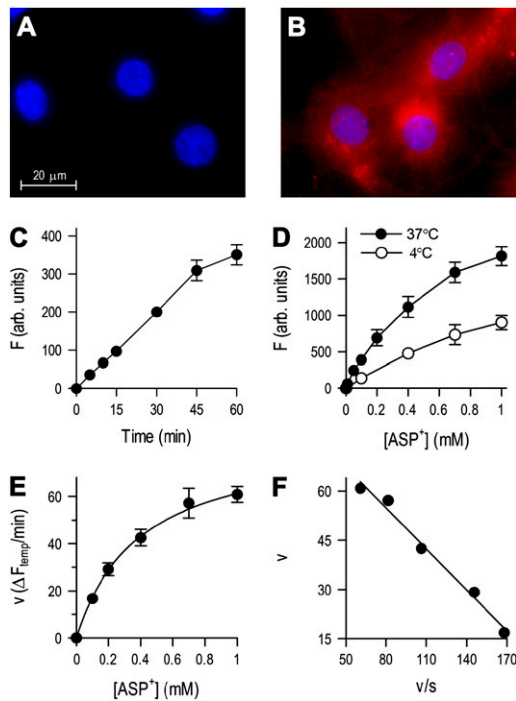 A
B
20 µm
C
400
300
200
100
0
F (arb. units)
0
15
30
45
60
Time (min)
D
37°C
4°C
2000
1500
1000
500
0
F (arb. units)
0
0.2
0.4
0.6
0.8
1
[ASP⁺] (mM)
E
60
40
20
0
v (ΔFtemp/min)
0
0.2
0.4
0.6
0.8
1
[ASP⁺] (mM)
F
60
45
30
15
v
50
80
110
140
170
v/s